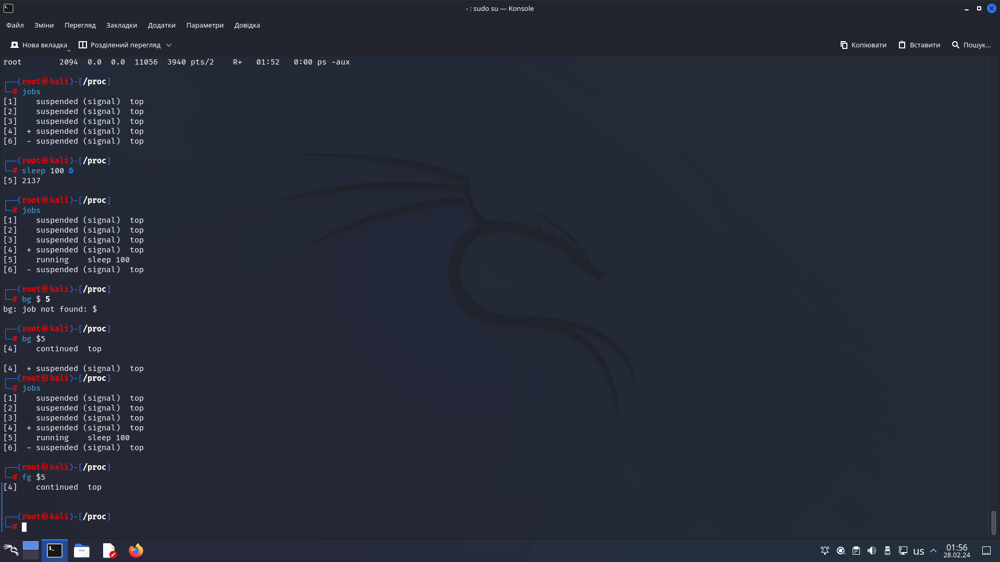 - : sudo su — Konsole
Файл Зміни Перегляд Закладки Додатки Параметри Довідка
Нова вкладка Розділений перегляд Копіювати Вставити Пошук...
root        2094  0.0  0.0  11056  3940 pts/2    R+   01:52   0:00 ps -aux
┌──(root㉿kali)-[/proc]
└─# jobs
[1]    suspended (signal)  top
[2]    suspended (signal)  top
[3]    suspended (signal)  top
[4]  + suspended (signal)  top
[6]  - suspended (signal)  top
┌──(root㉿kali)-[/proc]
└─# sleep 100 &
[5] 2137
┌──(root㉿kali)-[/proc]
└─# jobs
[1]    suspended (signal)  top
[2]    suspended (signal)  top
[3]    suspended (signal)  top
[4]  + suspended (signal)  top
[5]    running    sleep 100
[6]  - suspended (signal)  top
┌──(root㉿kali)-[/proc]
└─# bg $ 5
bg: job not found: $
┌──(root㉿kali)-[/proc]
└─# bg $5
[4]    continued  top
[4]  + suspended (signal)  top
┌──(root㉿kali)-[/proc]
└─# jobs
[1]    suspended (signal)  top
[2]    suspended (signal)  top
[3]    suspended (signal)  top
[4]  + suspended (signal)  top
[5]    running    sleep 100
[6]  - suspended (signal)  top
┌──(root㉿kali)-[/proc]
└─# fg $5
[4]    continued  top
┌──(root㉿kali)-[/proc]
└─#
us 01:56
28.02.24